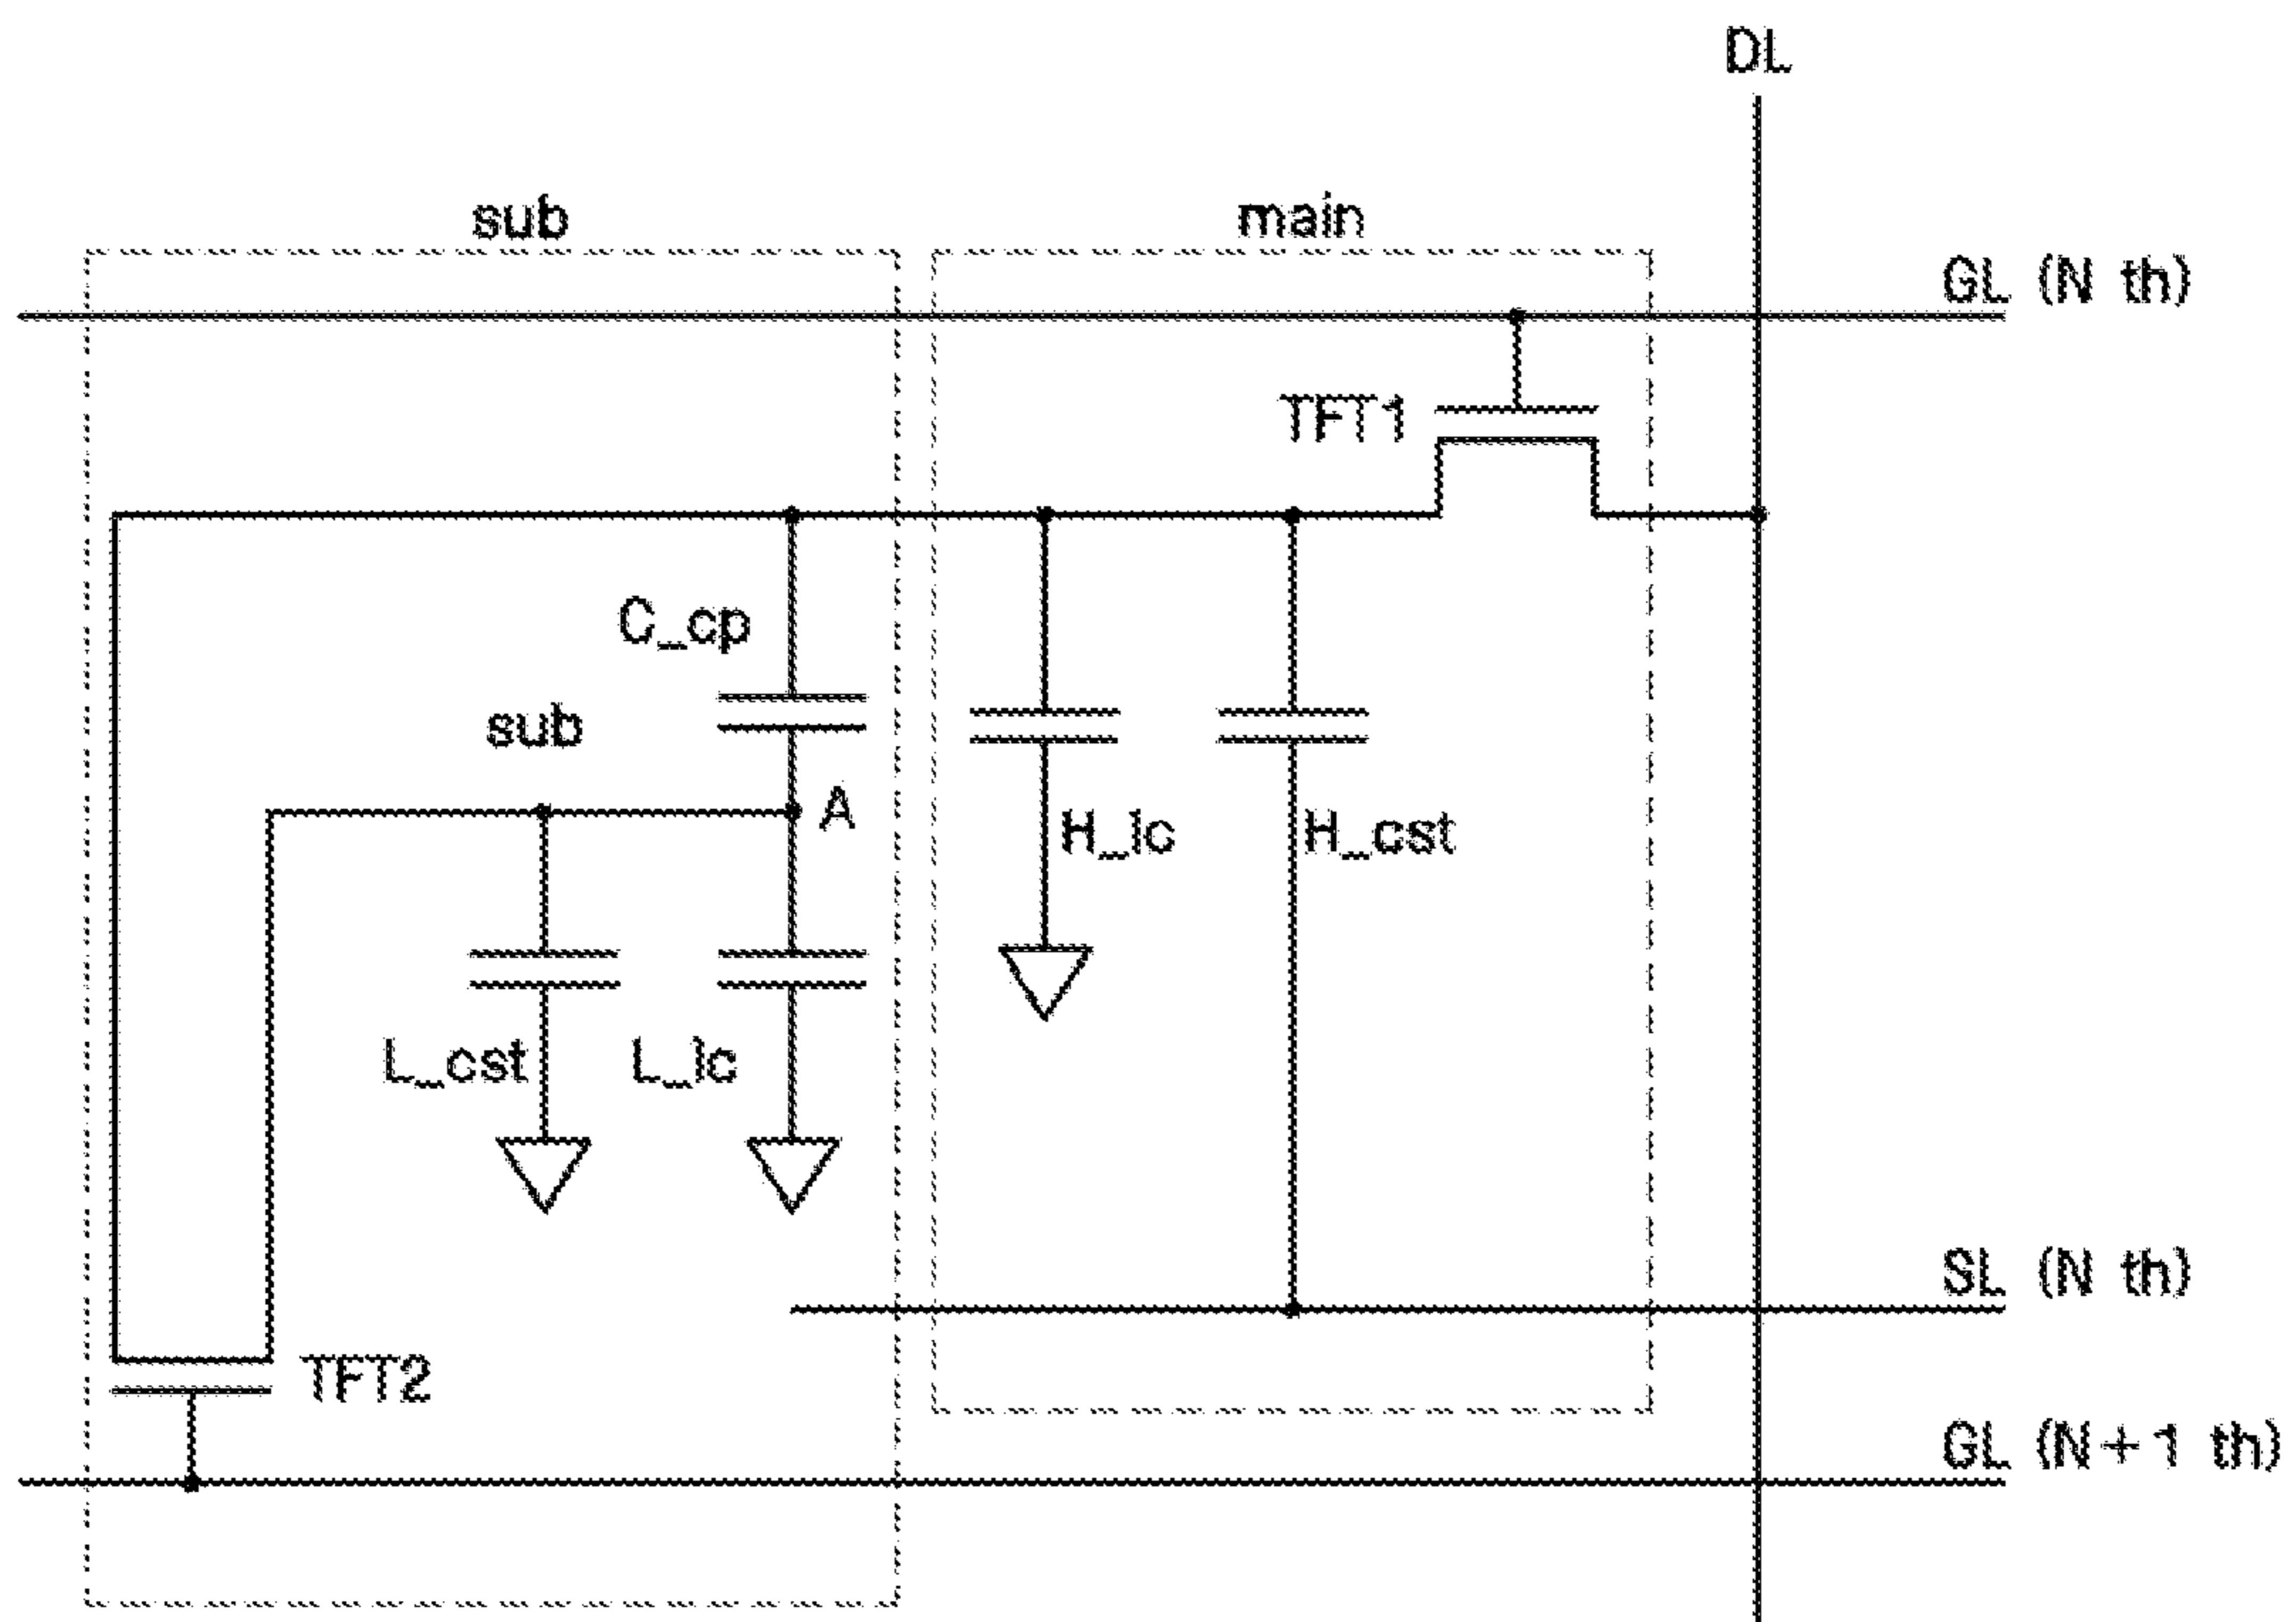 DL
sub
main
GL (N th)
TFT1
C_cp
sub
A
H_lc
H_cst
L_cst
L_lc
SL (N th)
TFT2
GL (N+1 th)